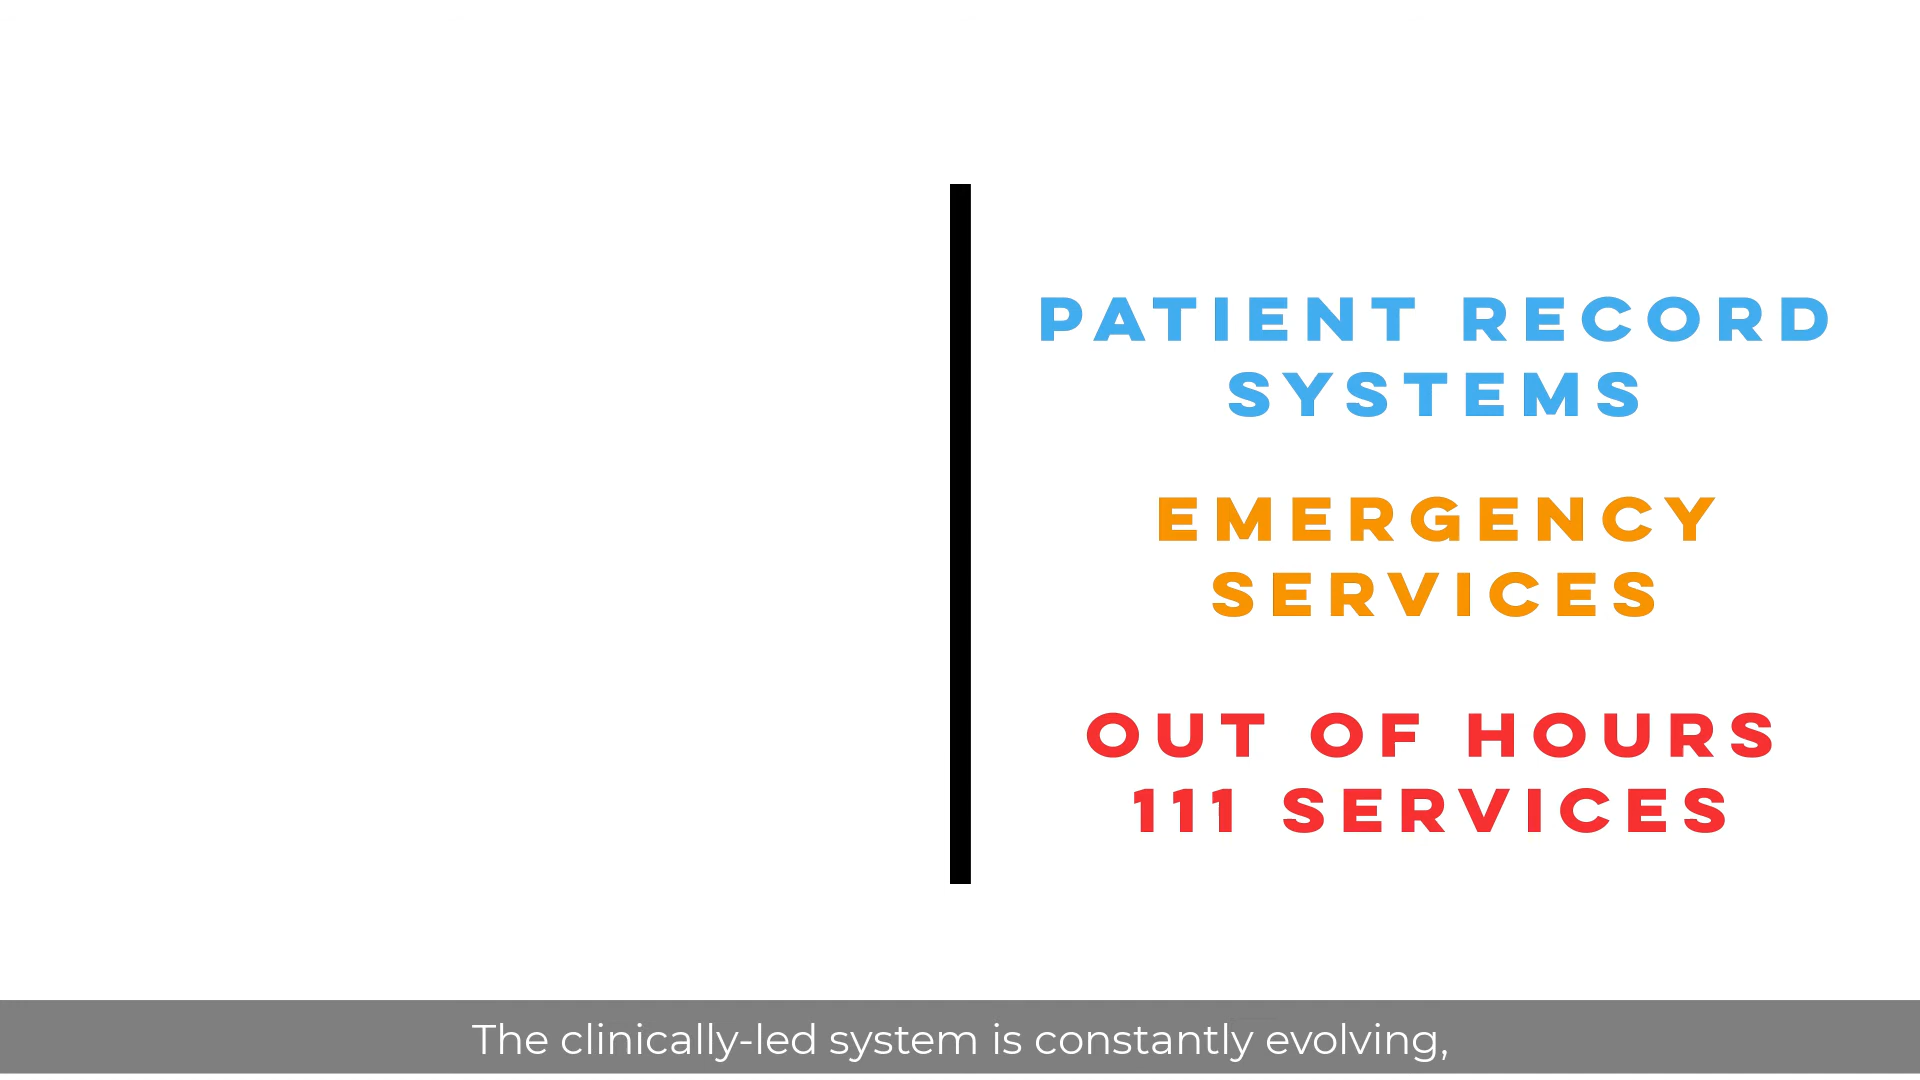 PATIENT RECORD
SYSTEMS
EMERGENCY
SERVICES
OUT OF HOURS
111 SERVICES
The clinically-led system is constantly evolving,